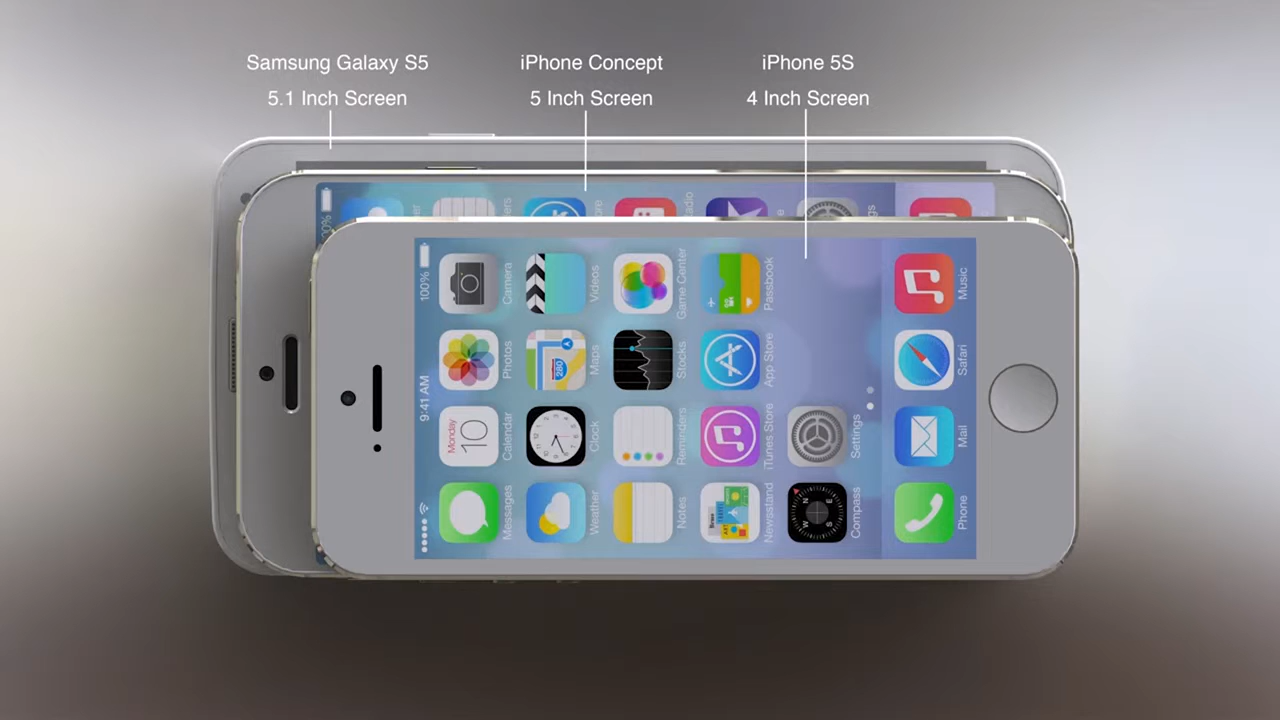 Samsung Galaxy S5
5.1 Inch Screen
iPhone Concept
5 Inch Screen
iPhone 5S
4 Inch Screen
9:41 AM
100%
Messages
Calendar
Photos
Camera
Monday
10
Weather
Clock
Maps
Videos
280
Notes
Reminders
Stocks
Game Center
Newsstand
iTunes Store
App Store
Passbook
Compass
Settings
N
E
S
W
Phone
Mail
Safari
Music